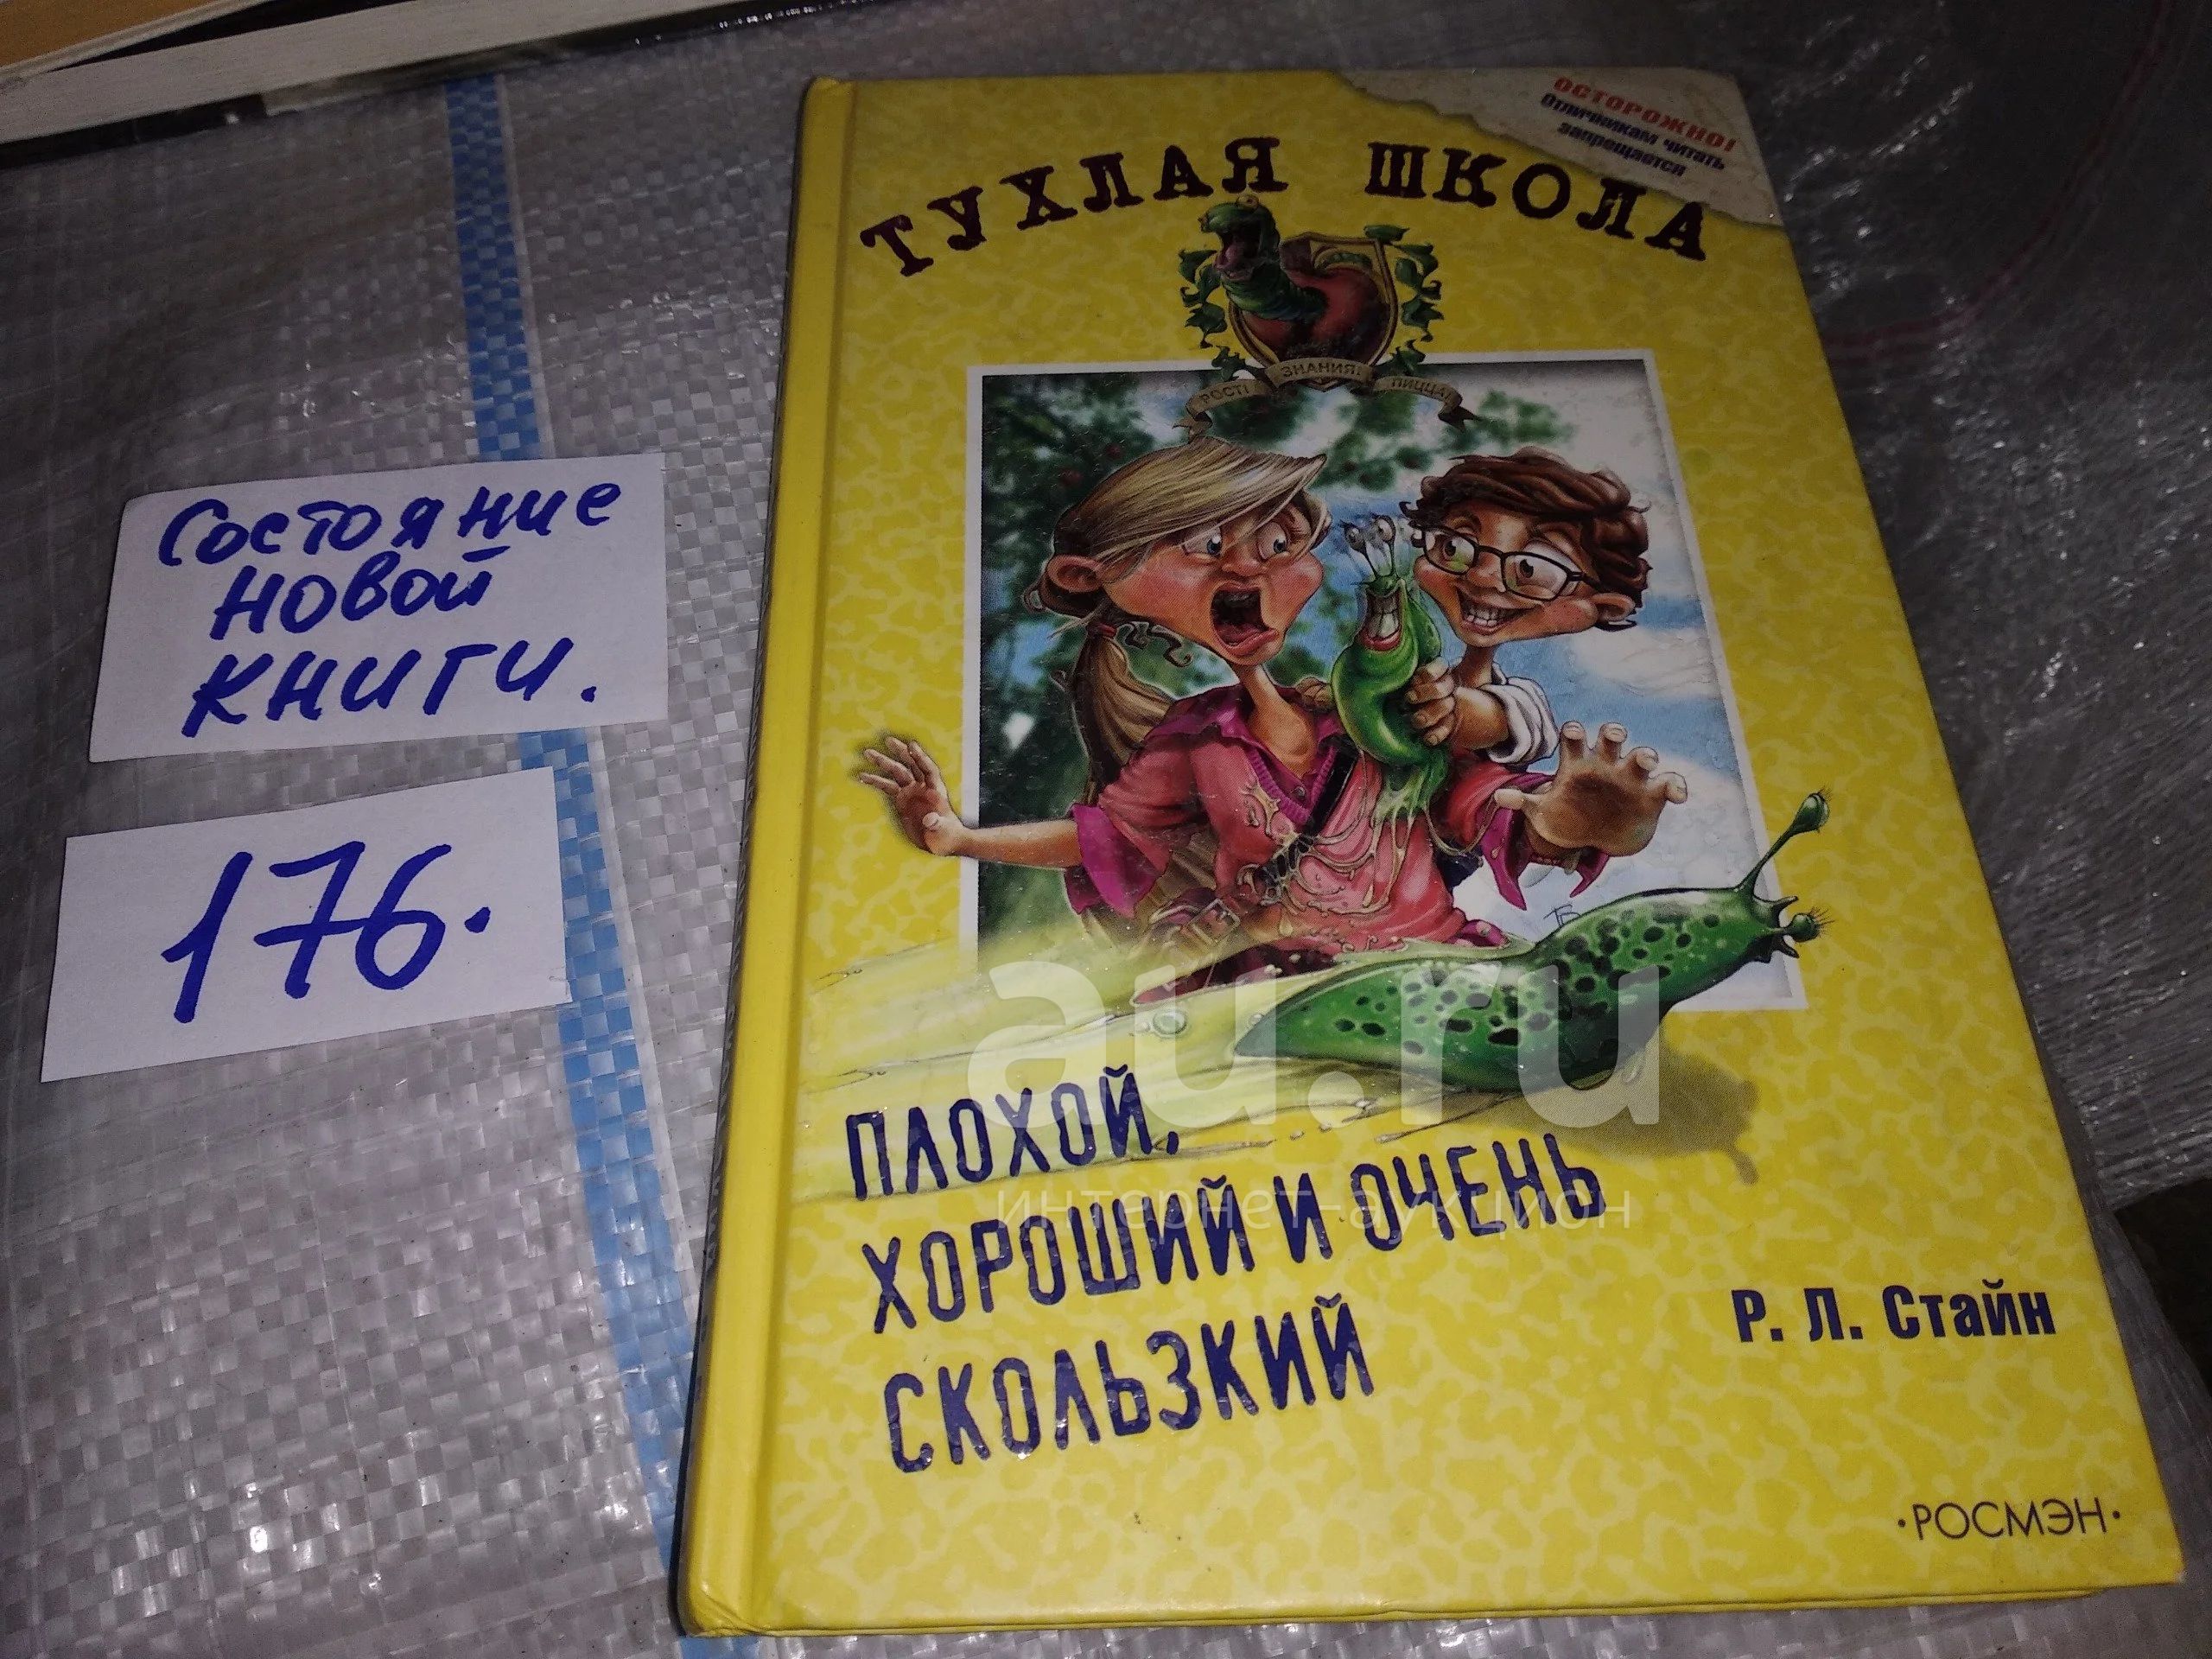 ОСТОРОЖНО!
Отличникам читать
запрещается
ТУХЛАЯ ШКОЛА
РОСТ! ЗНАНИЯ! ПИЦЦА!
Состояние
новой
книги.
176.
au.ru
интернет-аукцион
ПЛОХОЙ,
ХОРОШИЙ И ОЧЕНЬ
СКОЛЬЗКИЙ
Р. Л. Стайн
·РОСМЭН·